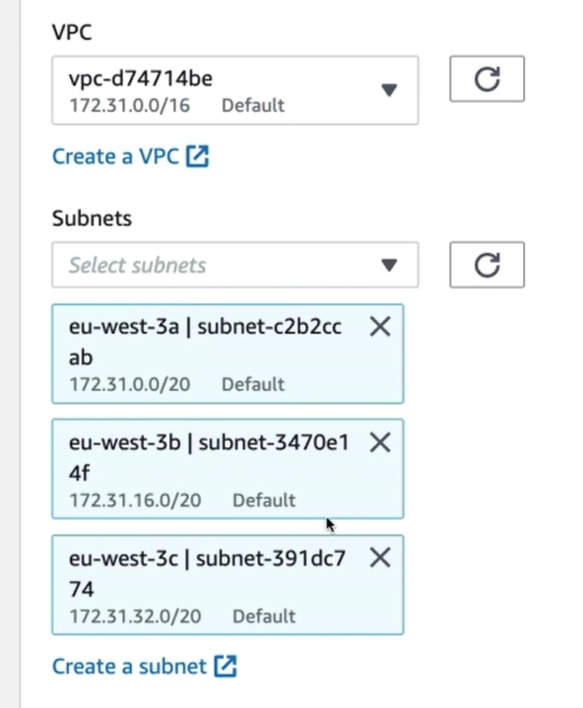 VPC
vpc-d74714be
172.31.0.0/16 Default
Create a VPC
Subnets
Select subnets
eu-west-3a | subnet-c2b2cc
ab
172.31.0.0/20 Default
eu-west-3b | subnet-3470e1
4f
172.31.16.0/20 Default
eu-west-3c | subnet-391dc7
74
172.31.32.0/20 Default
Create a subnet